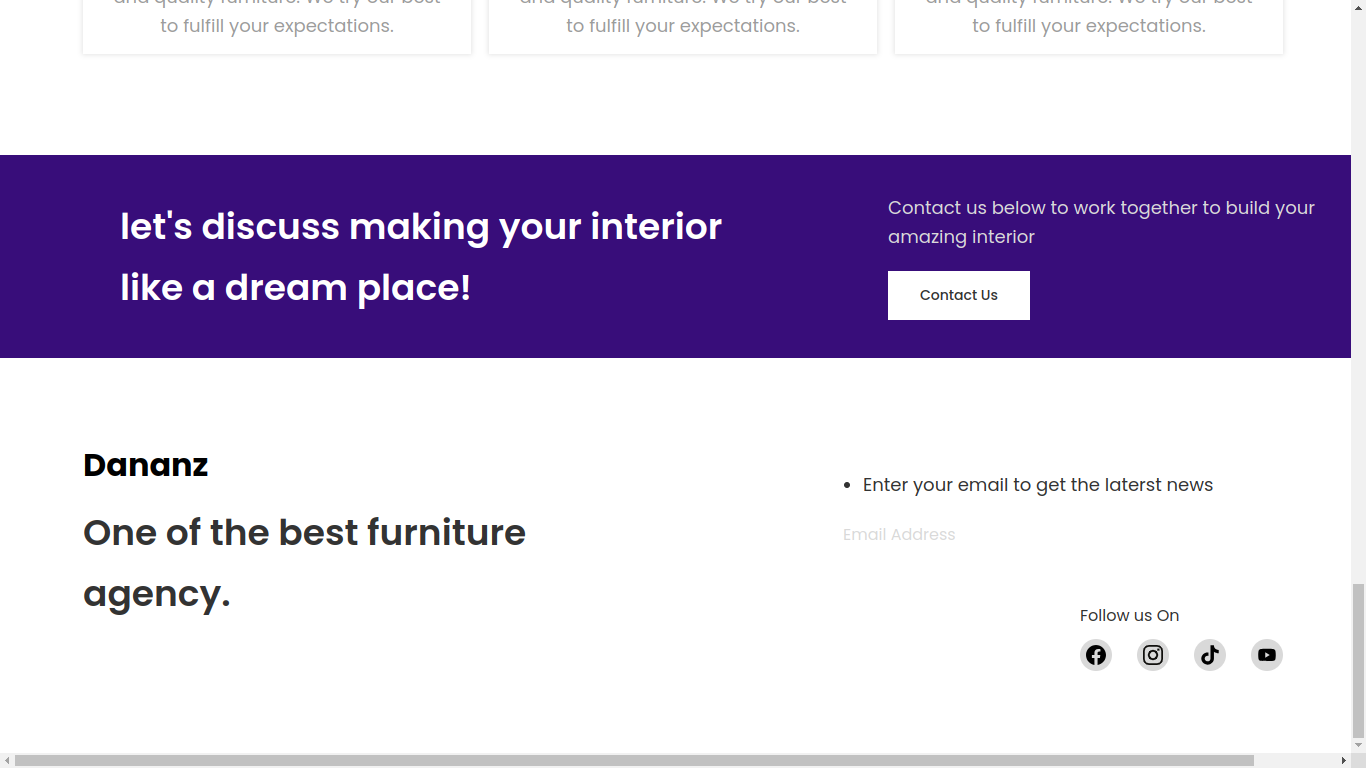 and quality furniture. We try our best
to fulfill your expectations.
and quality furniture. We try our best
to fulfill your expectations.
and quality furniture. We try our best
to fulfill your expectations.
let's discuss making your interior
like a dream place!
Contact us below to work together to build your
amazing interior
Contact Us
Dananz
One of the best furniture
agency.
• Enter your email to get the laterst news
Email Address
Follow us On